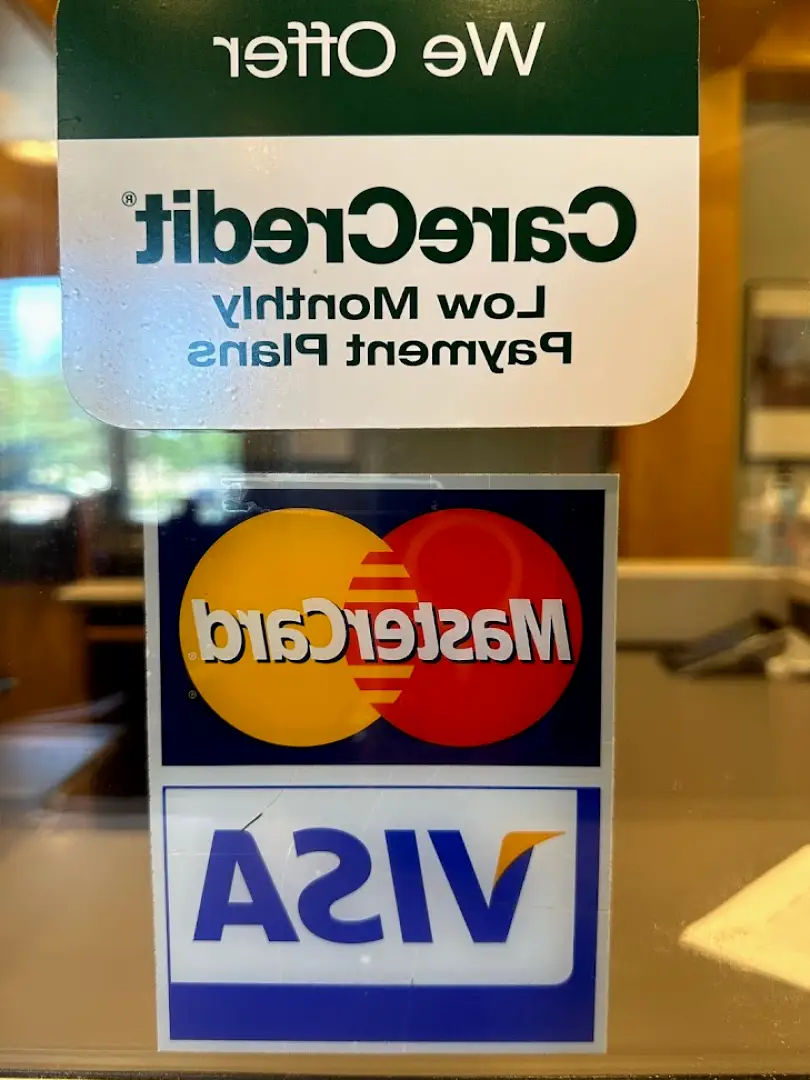 We Offer
CareCredit®
Low Monthly
Payment Plans
MasterCard
VISA